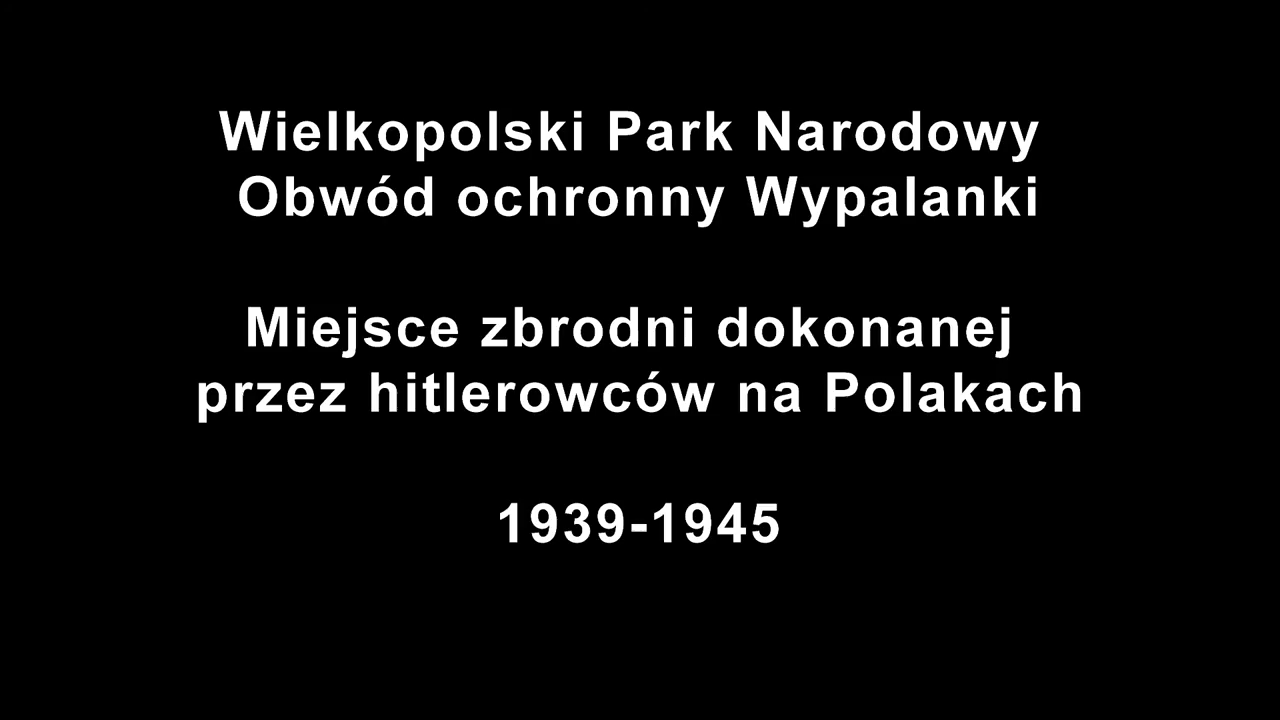 Wielkopolski Park Narodowy
Obwód ochronny Wypalanki
Miejsce zbrodni dokonanej
przez hitlerowców na Polakach
1939-1945